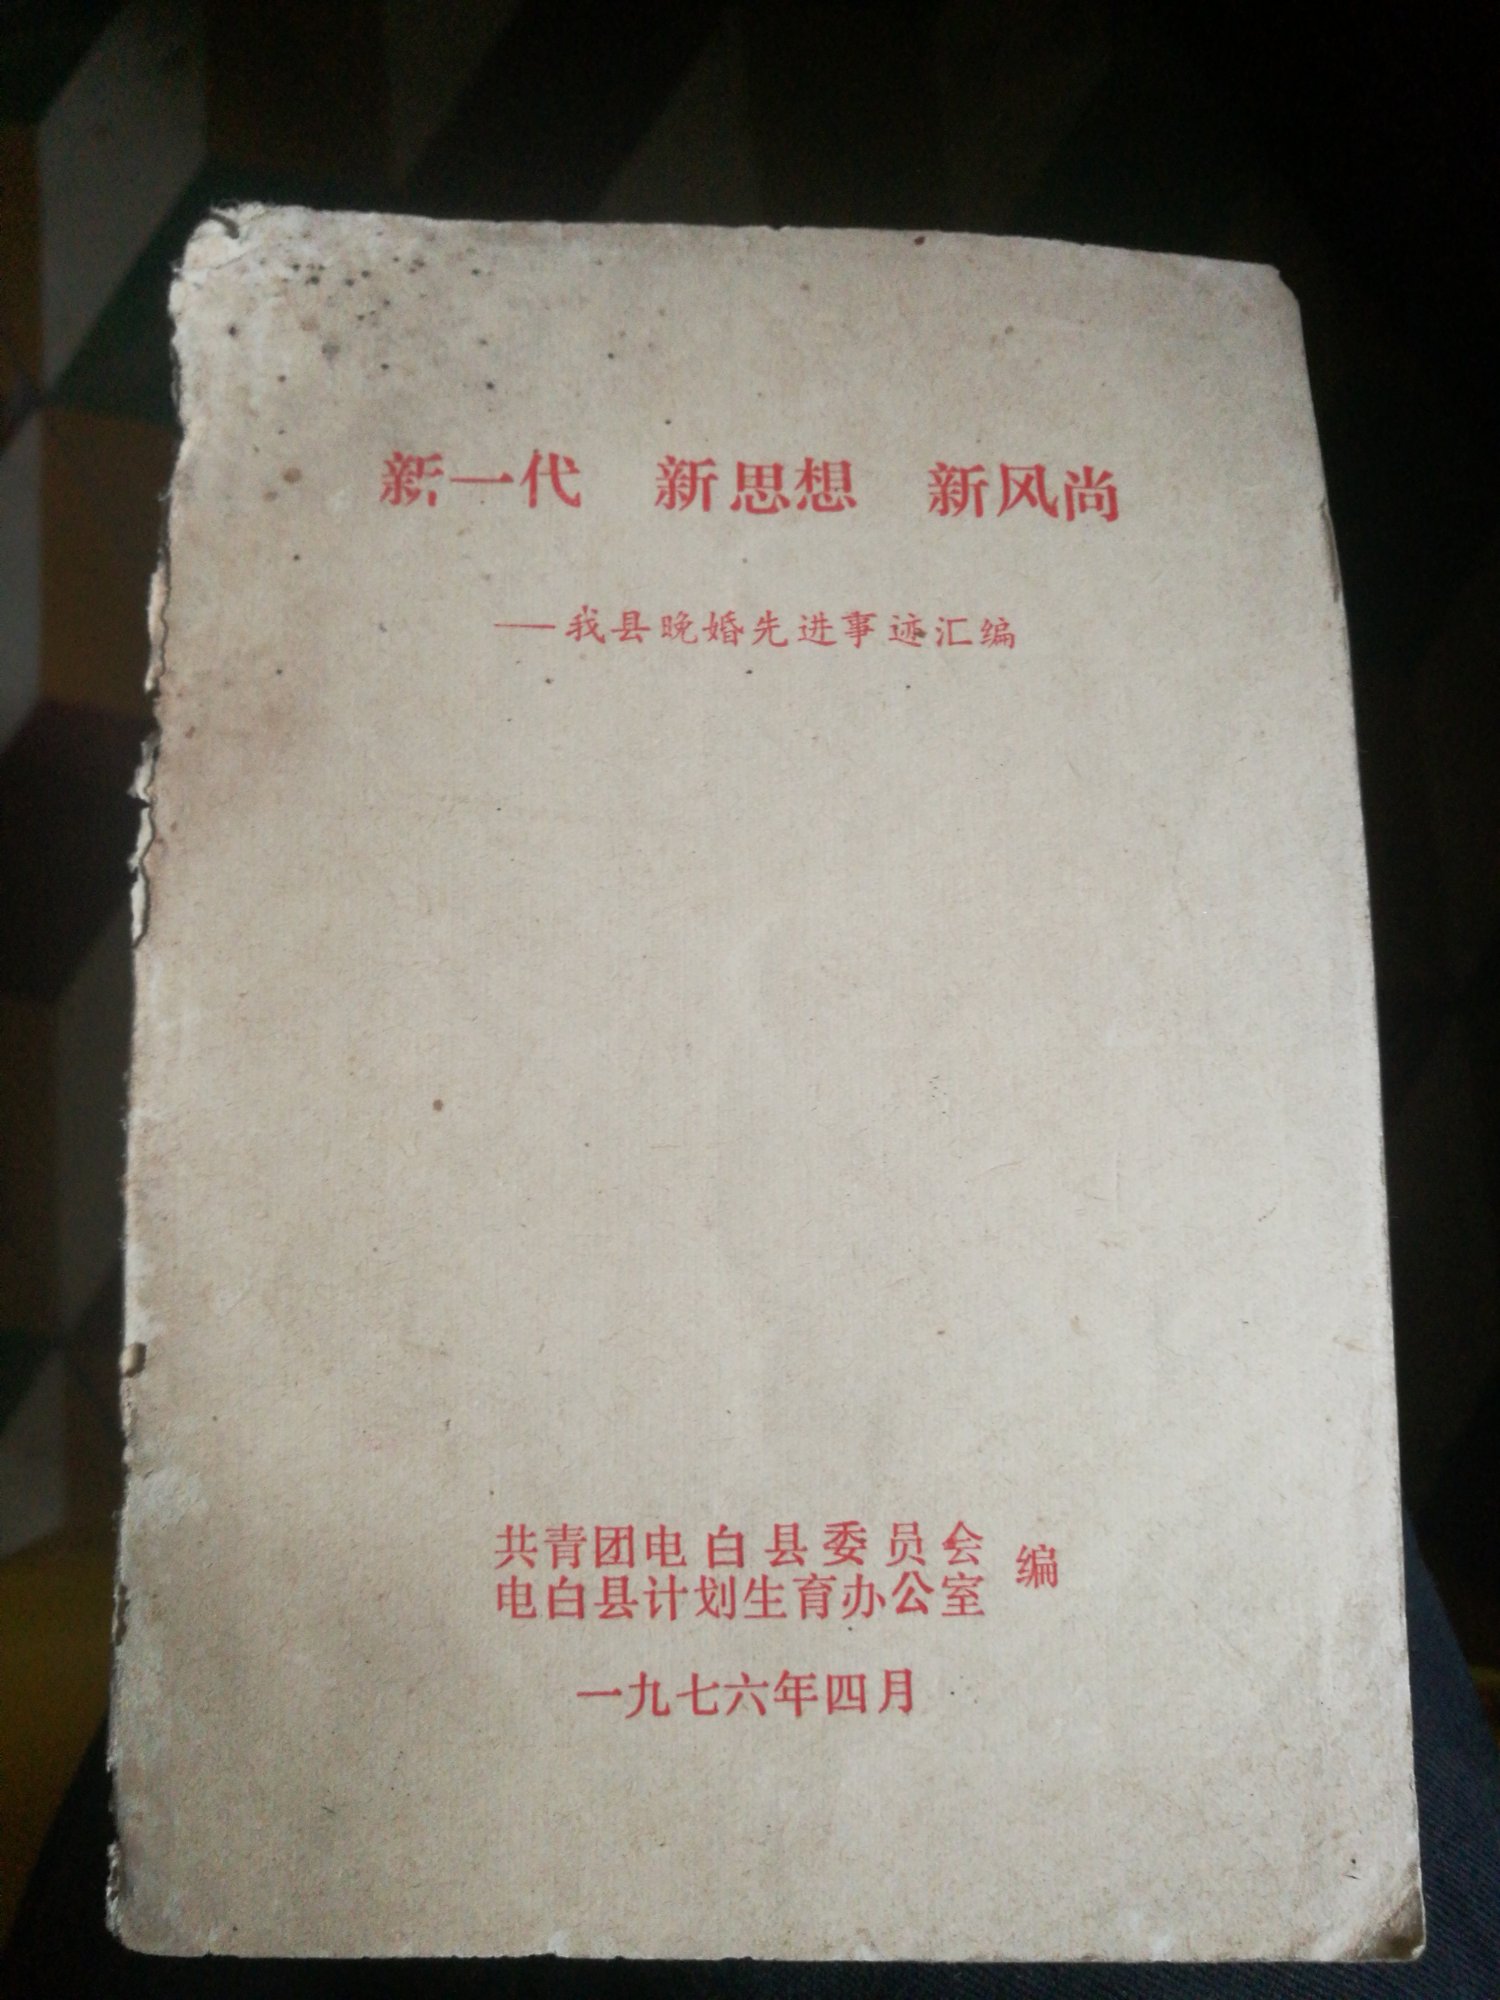 新一代 新思想 新风尚
——我县晚婚先进事迹汇编
共青团电白县委员会
电白县计划生育办公室 编
一九七六年四月